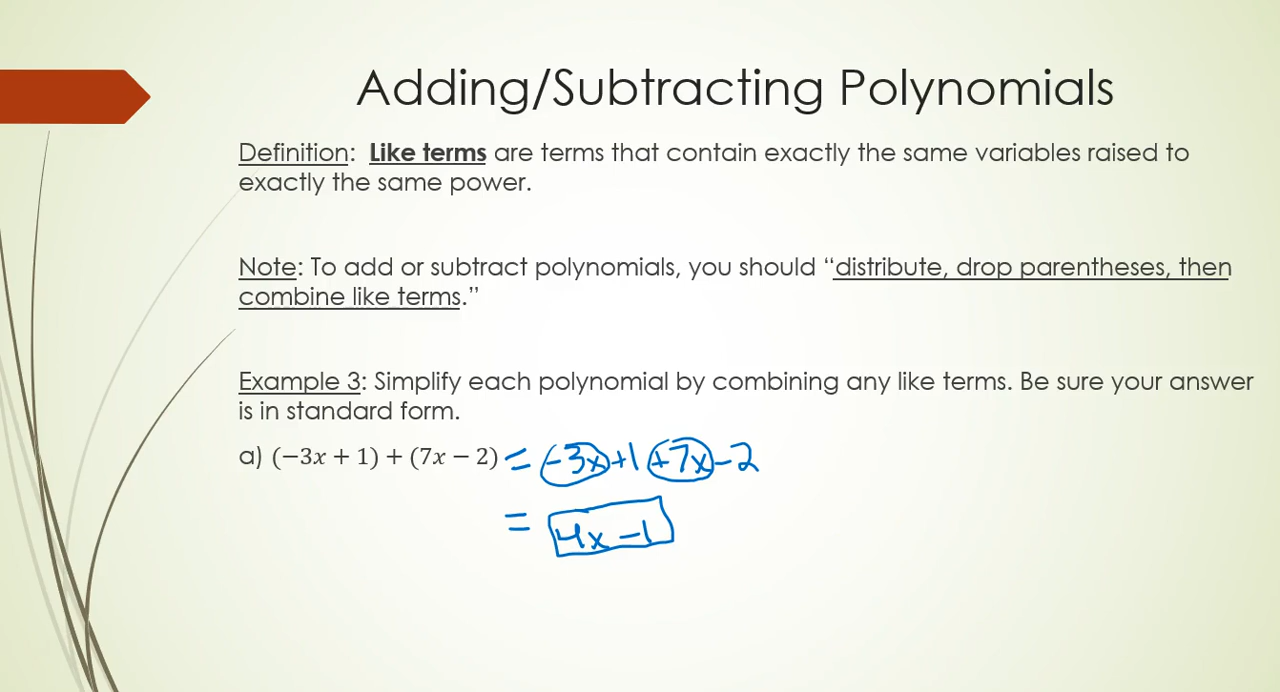 Adding/Subtracting Polynomials
Definition: Like terms are terms that contain exactly the same variables raised to
exactly the same power.
Note: To add or subtract polynomials, you should “distribute, drop parentheses, then
combine like terms.”
Example 3: Simplify each polynomial by combining any like terms. Be sure your answer
is in standard form.
a) (−3x + 1) + (7x − 2) = -3x +1 +7x -2
= 4x -1